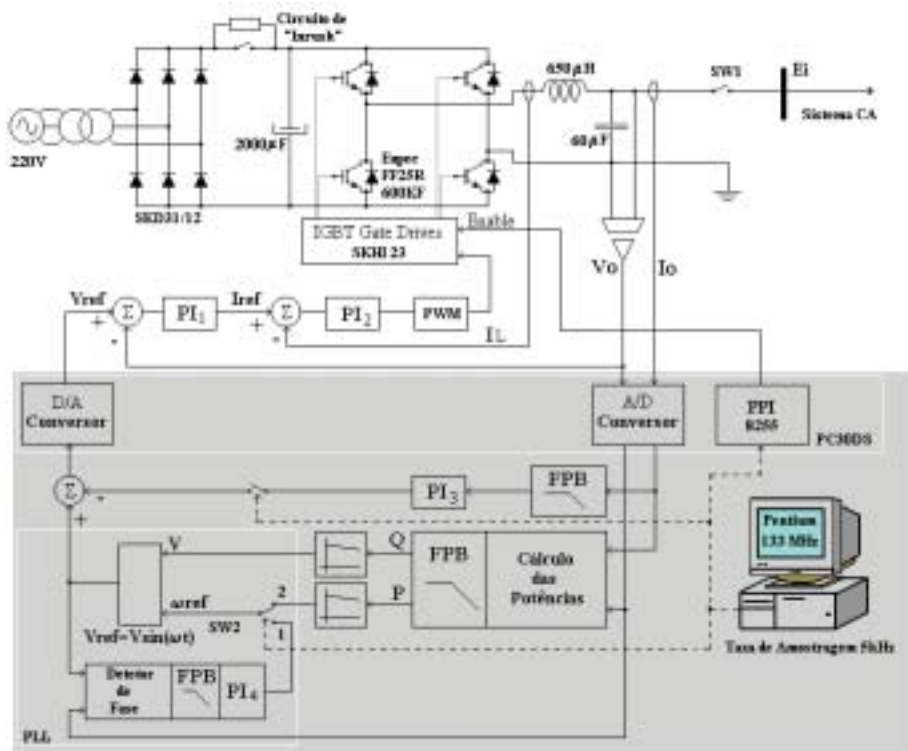 Circuito de
"Inrush"
650µH
SW1
Ei
Sistema CA
220V
2000µF
60µF
Eupec
FF25R
600KF
SKD31/12
IGBT Gate Drives
SKHI 23
Enable
Vo
Io
Vref
+
Σ
-
PI1
Iref
+
Σ
-
PI2
PWM
IL
D/A
Conversor
A/D
Conversor
PPI
8255
PC30DS
Σ
-
+
PI3
FPB
Pentium
133 MHz
V
Q
FPB
Cálculo
das
Potências
ωref
2
P
SW2
1
Vref=Vsin(ωt)
Taxa de Amostragem 5kHz
Detetor
de
Fase
FPB
PI4
PLL